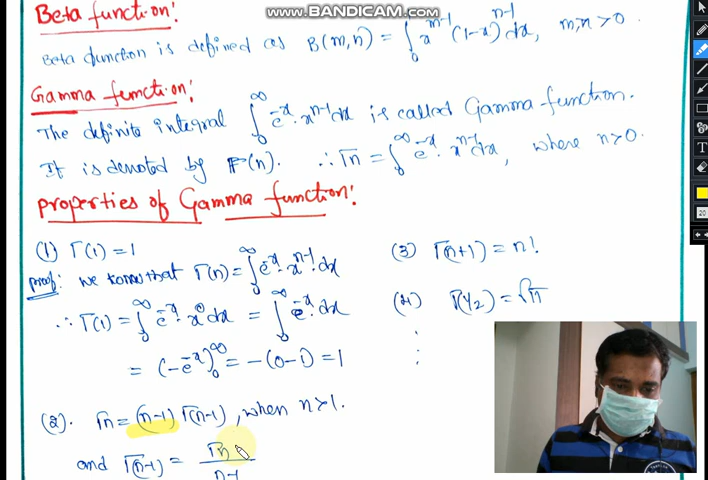 WWW.BANDICAM.COM
Beta function:
Beta function is defined as B(m,n) = ∫₀ x^{m-1} (1-x)^{n-1} dx, m,n > 0.
Gamma function:
The definite integral ∫₀^∞ e^{-x}. x^{n-1} dx is called Gamma function.
It is denoted by Γ(n). ∴ Γn = ∫₀^∞ e^{-x}. x^{n-1} dx, where n>0.
properties of Gamma function:
(1) Γ(1) = 1
proof: we know that Γ(n) = ∫₀^∞ e^{-x}. x^{n-1} dx
∴ Γ(1) = ∫₀^∞ e^{-x}. x⁰ dx = ∫₀^∞ e^{-x}. dx
= (-e^{-x})₀^∞ = -(0-1) = 1
(2). Γn = (n-1) Γ(n-1), when n>1.
and Γ(n-1) = Γn / n-1
(3) Γ(n+1) = n!
(4) Γ(1/2) = √π
20